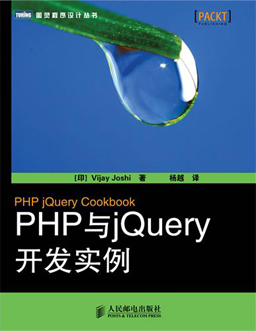 TURING 图灵程序设计丛书
PACKT
PUBLISHING
[印] Vijay Joshi 著 杨越 译
PHP jQuery Cookbook
PHP与jQuery
开发实例
人民邮电出版社
POSTS & TELECOM PRESS